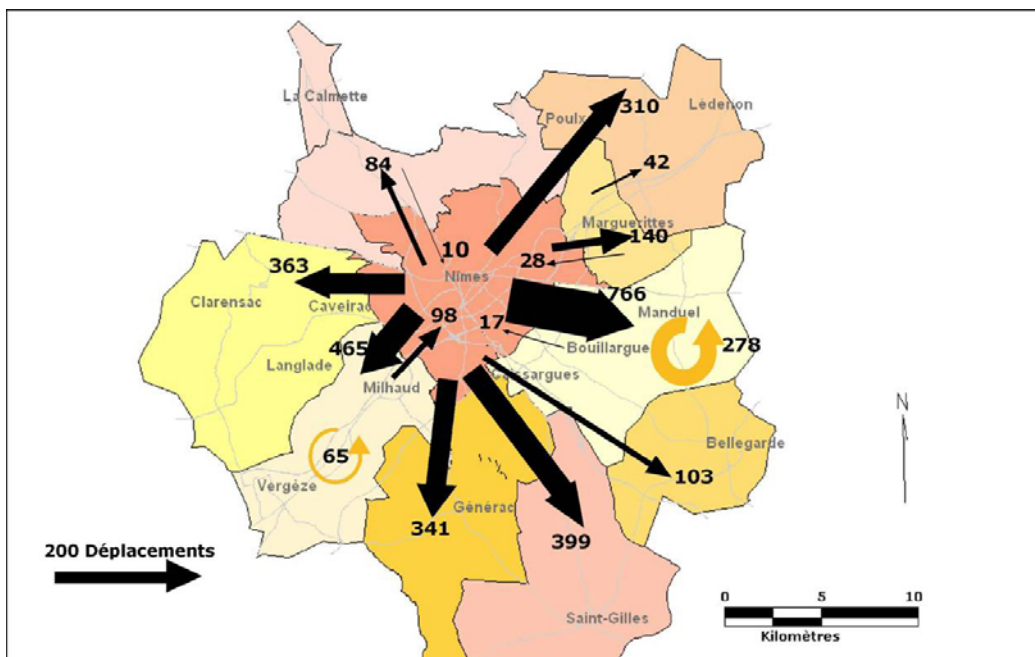 La Calmette
Poulx
310
Lédenon
84
42
Marguerittes
140
10
28
Nîmes
363
Clarensac
Caveirac
98
17
766
Manduel
465
Bouillargue
278
Langlade
Milhaud
Caissargues
Bellegarde
65
103
Vergèze
Générac
341
399
Saint-Gilles
200 Déplacements
N
0 5 10
Kilomètres